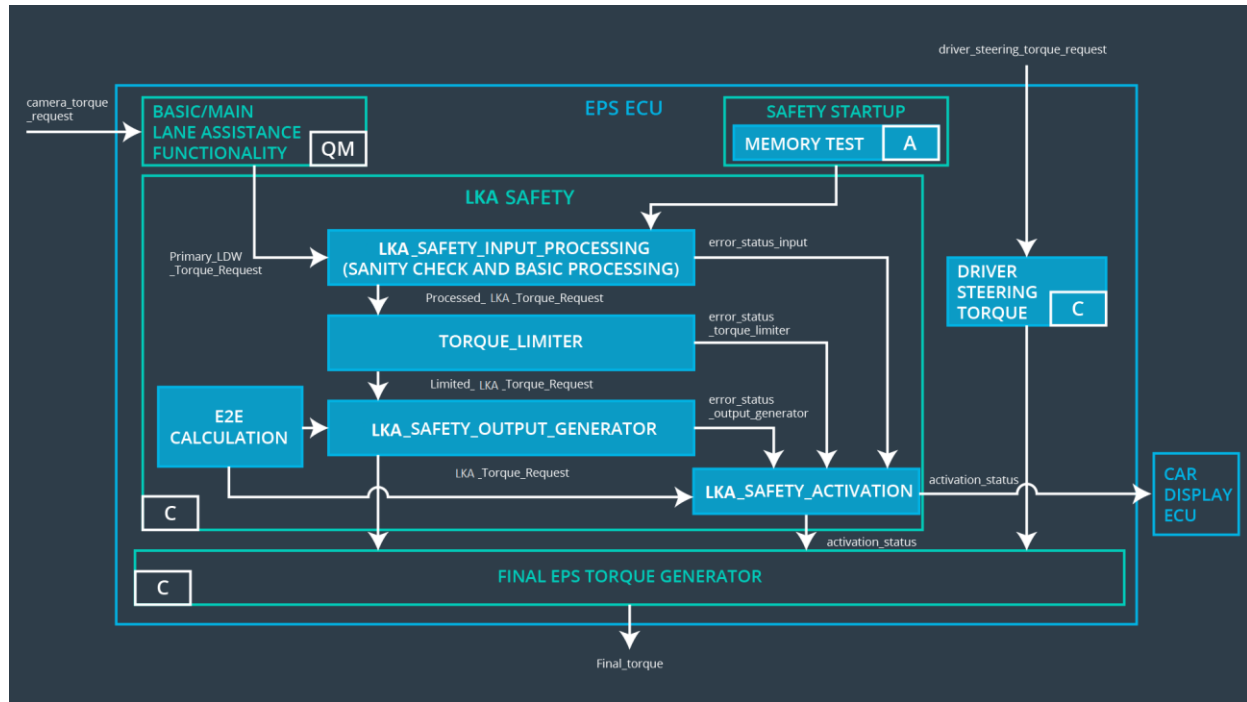 driver_steering_torque_request
camera_torque
_request
EPS ECU
BASIC/MAIN
LANE ASSISTANCE
FUNCTIONALITY
QM
SAFETY STARTUP
MEMORY TEST
A
LKA SAFETY
Primary_LDW
_Torque_Request
LKA_SAFETY_INPUT_PROCESSING
(SANITY CHECK AND BASIC PROCESSING)
error_status_input
DRIVER
STEERING
TORQUE
C
Processed_ LKA _Torque_Request
TORQUE_LIMITER
error_status
_torque_limiter
Limited_ LKA _Torque_Request
E2E
CALCULATION
LKA_SAFETY_OUTPUT_GENERATOR
error_status
_output_generator
LKA _Torque_Request
LKA_SAFETY_ACTIVATION
activation_status
CAR
DISPLAY
ECU
C
activation_status
FINAL EPS TORQUE GENERATOR
C
Final_torque